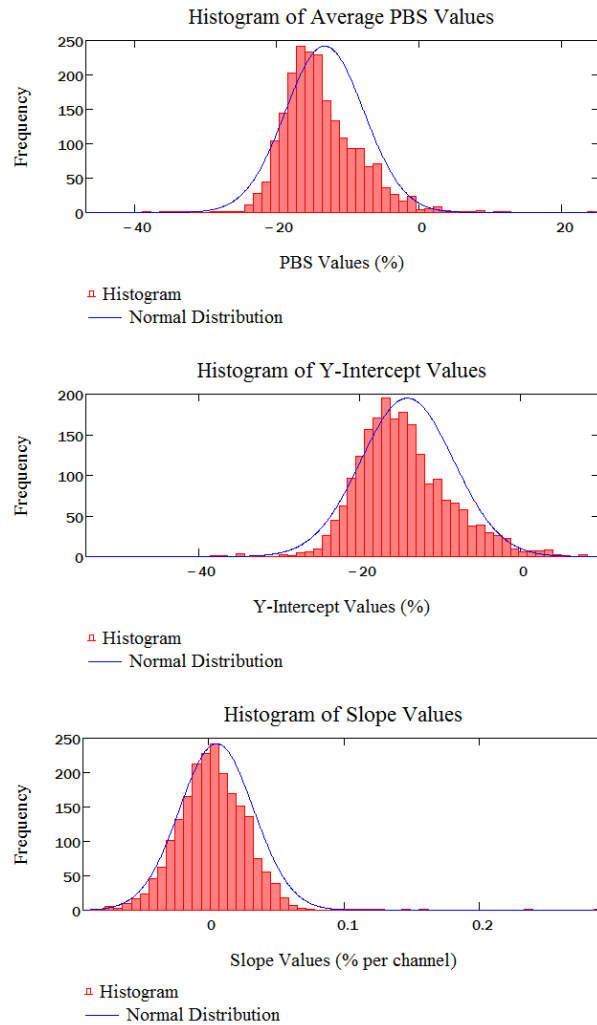 Histogram of Average PBS Values
250
200
150
100
50
0
Frequency
−40
−20
0
20
PBS Values (%)
Histogram
Normal Distribution
Histogram of Y-Intercept Values
200
150
100
50
0
Frequency
−40
−20
0
Y-Intercept Values (%)
Histogram
Normal Distribution
Histogram of Slope Values
250
200
150
100
50
0
Frequency
0
0.1
0.2
Slope Values (% per channel)
Histogram
Normal Distribution